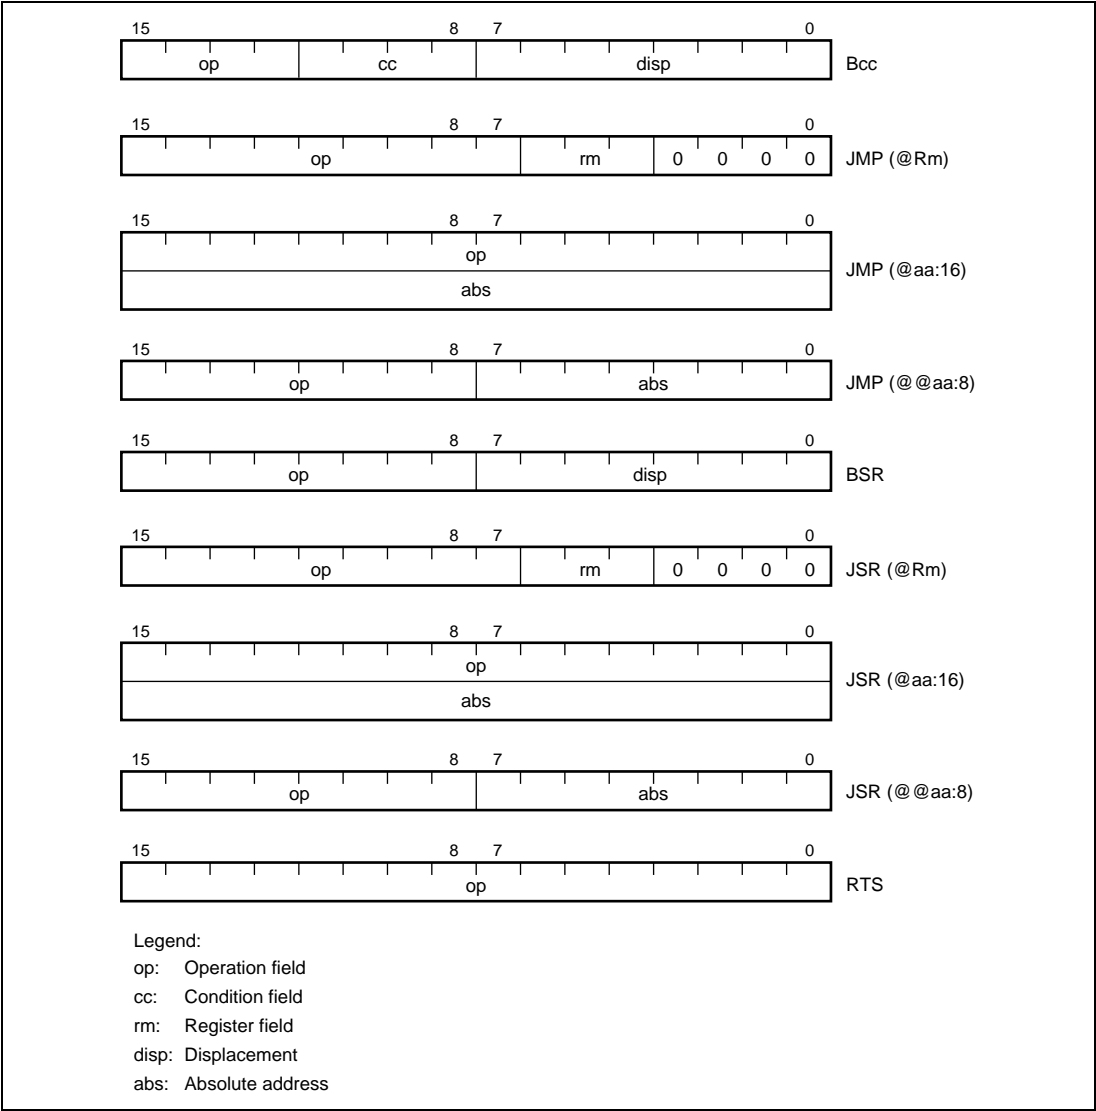 15 8 7 0
op cc disp Bcc
15 8 7 0
op rm 0 0 0 0 JMP (@Rm)
15 8 7 0
op
JMP (@aa:16)
abs
15 8 7 0
op abs JMP (@@aa:8)
15 8 7 0
op disp BSR
15 8 7 0
op rm 0 0 0 0 JSR (@Rm)
15 8 7 0
op
JSR (@aa:16)
abs
15 8 7 0
op abs JSR (@@aa:8)
15 8 7 0
op RTS
Legend:
op: Operation field
cc: Condition field
rm: Register field
disp: Displacement
abs: Absolute address